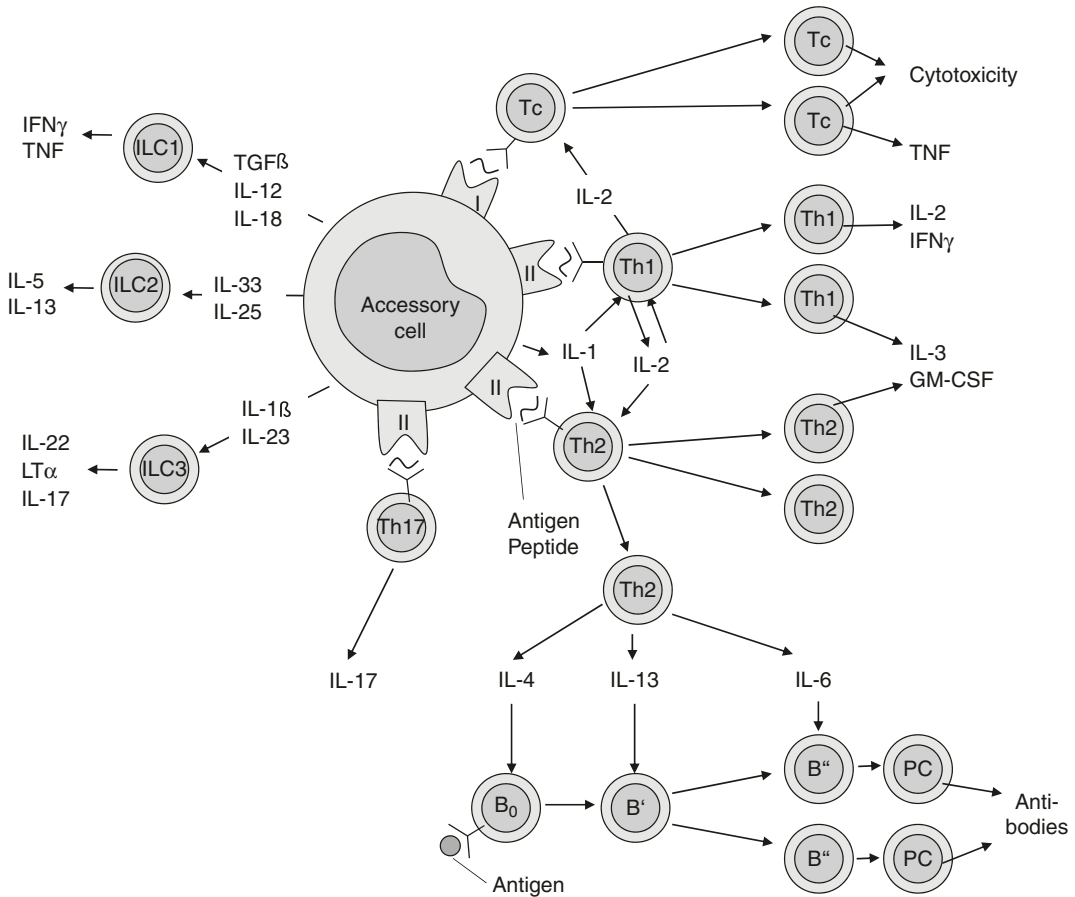 Tc
Cytotoxicity
Tc
Tc
TNF
IFNγ
TNF
ILC1
TGFß
IL-12
IL-18
I
IL-2
Th1
IL-2
IFNγ
II
Th1
IL-5
IL-13
ILC2
IL-33
IL-25
Accessory
cell
Th1
IL-1
IL-2
IL-3
GM-CSF
II
IL-1ß
IL-23
II
Th2
Th2
IL-22
LTα
IL-17
ILC3
Th17
Antigen
Peptide
Th2
Th2
IL-17
IL-4
IL-13
IL-6
B“
PC
B0
B‘
Anti-
bodies
B“
PC
Antigen